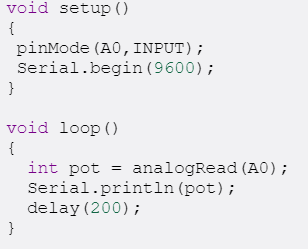 void setup()
{
 pinMode(A0,INPUT);
 Serial.begin(9600);
}

void loop()
{
  int pot = analogRead(A0);
  Serial.println(pot);
  delay(200);
}